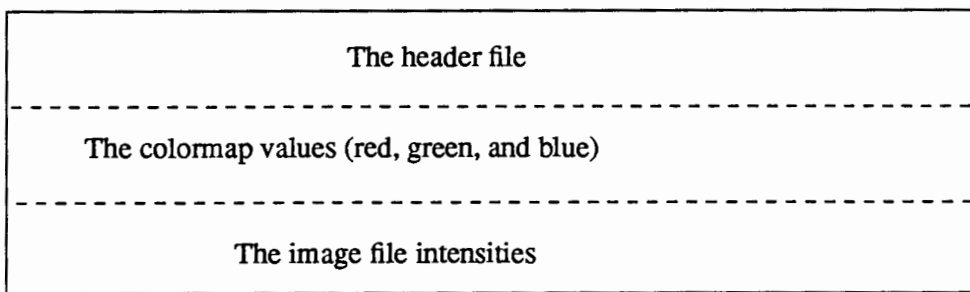 The header file
The colormap values (red, green, and blue)
The image file intensities